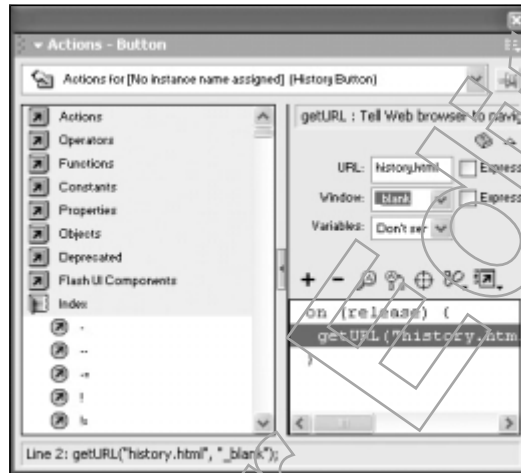 Actions - Button
Actions for [No instance name assigned] (History Button)
Actions
Operators
Functions
Constants
Properties
Objects
Deprecated
Flash UI Components
Index
-
--
!
getURL : Tell Web browser to navig
URL: history.html Express
Window: _blank Express
Variables: Don't ser
on (release) {
getURL("history.htm
}
Line 2: getURL("history.html", "_blank");